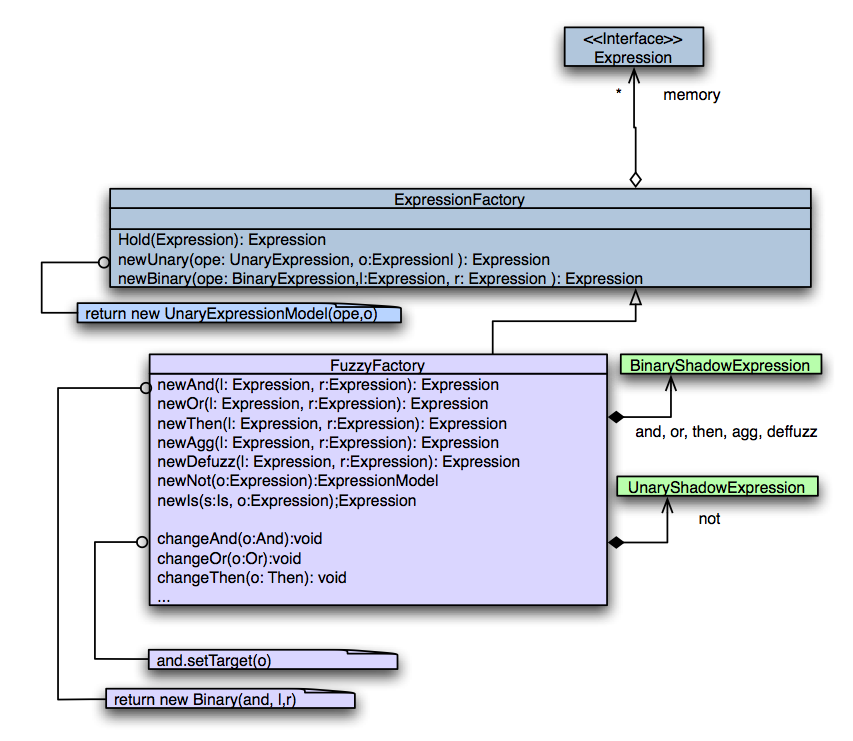 <<Interface>>
Expression
* memory
ExpressionFactory
Hold(Expression): Expression
newUnary(ope: UnaryExpression, o:Expressionl ): Expression
newBinary(ope: BinaryExpression,l:Expression, r: Expression ): Expression
return new UnaryExpressionModel(ope,o)
FuzzyFactory
newAnd(l: Expression, r:Expression): Expression
newOr(l: Expression, r:Expression): Expression
newThen(l: Expression, r:Expression): Expression
newAgg(l: Expression, r:Expression): Expression
newDefuzz(l: Expression, r:Expression): Expression
newNot(o:Expression):ExpressionModel
newIs(s:Is, o:Expression);Expression
changeAnd(o:And):void
changeOr(o:Or):void
changeThen(o: Then): void
...
BinaryShadowExpression
and, or, then, agg, deffuzz
UnaryShadowExpression
not
and.setTarget(o)
return new Binary(and, l,r)